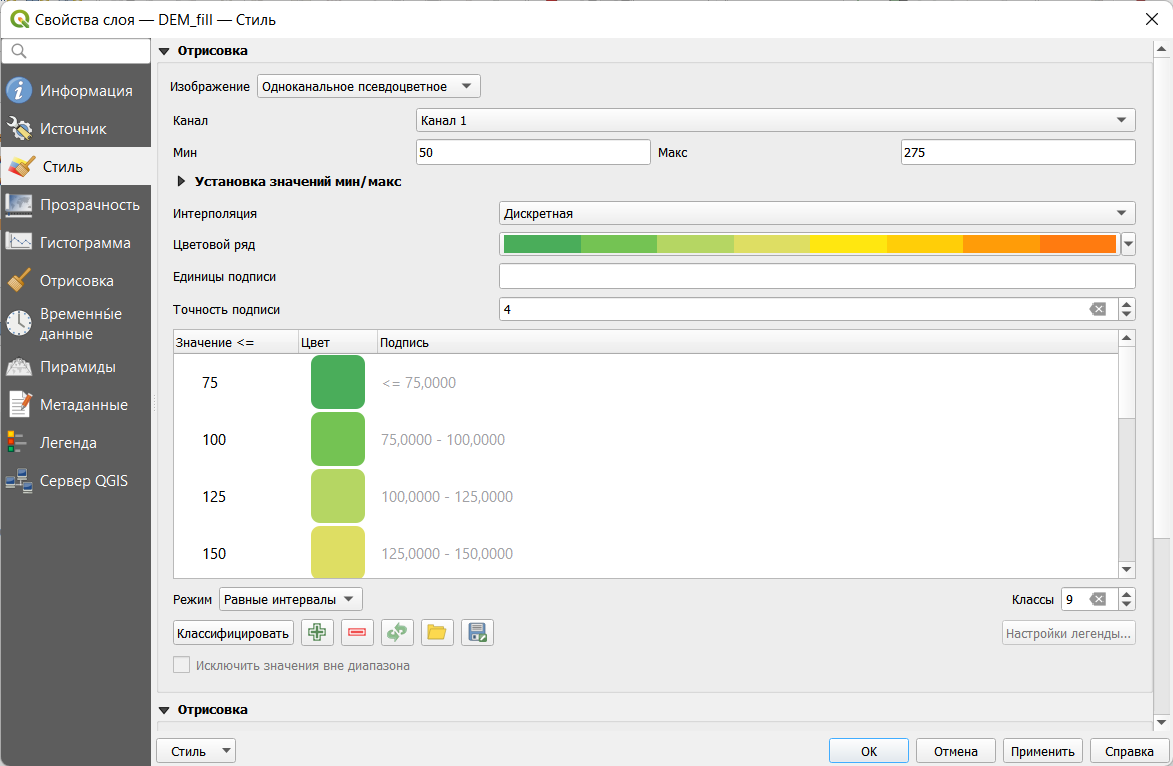 Свойства слоя — DEM_fill — Стиль
Информация
Источник
Стиль
Прозрачность
Гистограмма
Отрисовка
Временны́е
данные
Пирамиды
Метаданные
Легенда
Сервер QGIS
Отрисовка
Изображение Одноканальное псевдоцветное
Канал Канал 1
Мин 50 Макс 275
Установка значений мин/макс
Интерполяция Дискретная
Цветовой ряд
Единицы подписи
Точность подписи 4
Значение <= Цвет Подпись
75 <= 75,0000
100 75,0000 - 100,0000
125 100,0000 - 125,0000
150 125,0000 - 150,0000
Режим Равные интервалы Классы 9
Классифицировать Настройки легенды...
Исключить значения вне диапазона
Отрисовка
Стиль OK Отмена Применить Справка